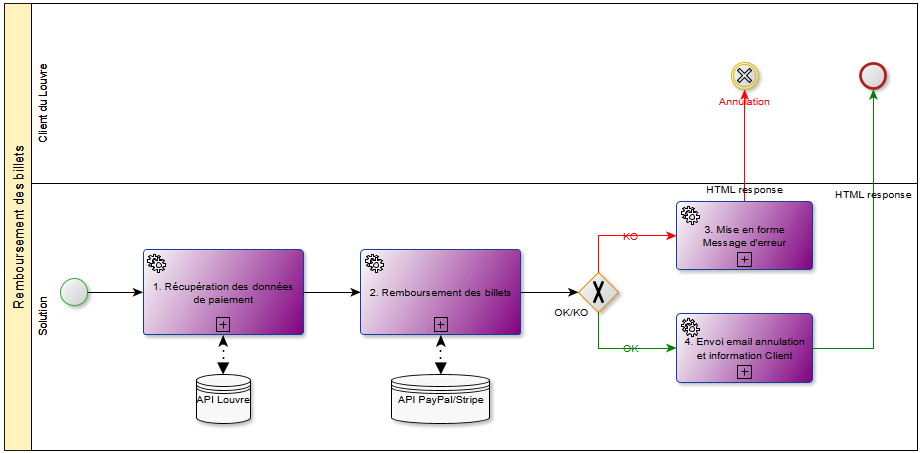 Remboursement des billets
Client du Louvre
Annulation
HTML response
HTML response
Solution
1. Récupération des données
de paiement
2. Remboursement des billets
OK/KO
KO
3. Mise en forme
Message d'erreur
OK
4. Envoi email annulation
et information Client
API Louvre
API PayPal/Stripe